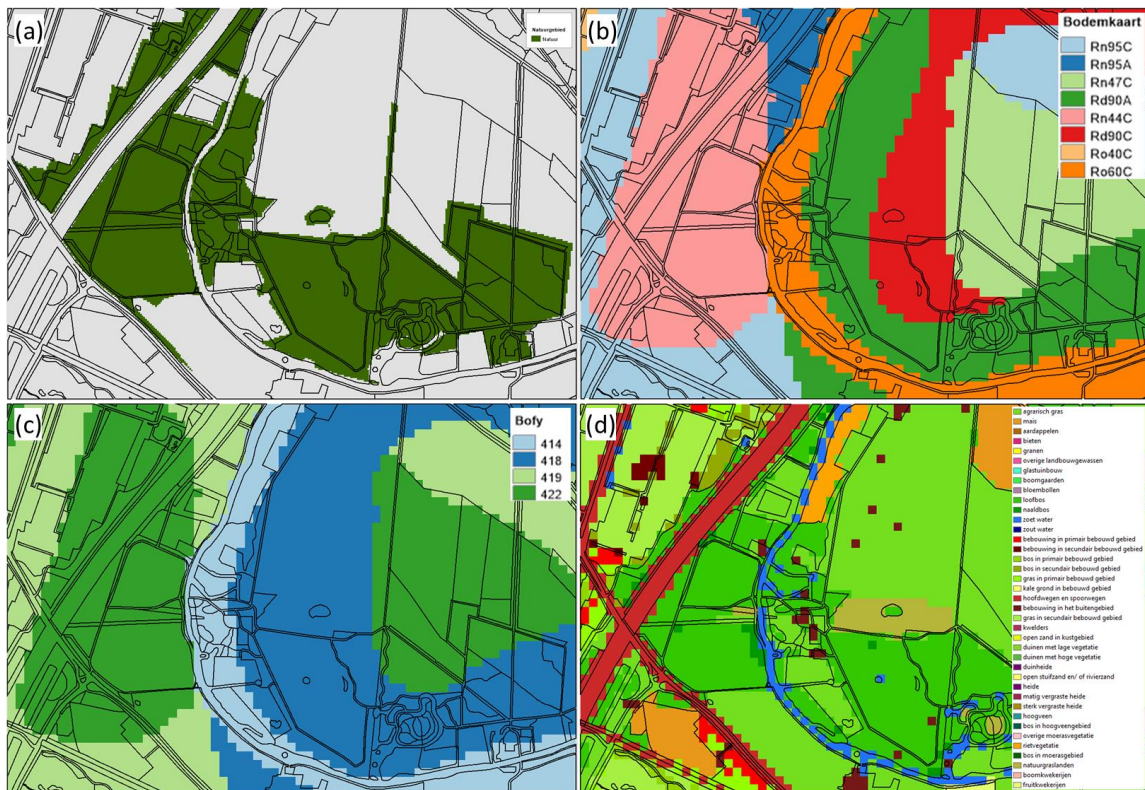 (a)
Natuurgebied
Natuur
(b)
Bodemkaart
Rn95C
Rn95A
Rn47C
Rd90A
Rn44C
Rd90C
Ro40C
Ro60C
(c)
Bofy
414
418
419
422
(d)
agrarisch gras
mais
aardappelen
bieten
granen
overige landbouwgewassen
glastuinbouw
boomgaarden
bloembollen
loofbos
naaldbos
zoet water
zout water
bebouwing in primair bebouwd gebied
bebouwing in secundair bebouwd gebied
bos in primair bebouwd gebied
bos in secundair bebouwd gebied
gras in primair bebouwd gebied
kale grond in bebouwd gebied
hoofdwegen en spoorwegen
bebouwing in het buitengebied
gras in secundair bebouwd gebied
kwelders
open zand in kustgebied
duinen met lage vegetatie
duinen met hoge vegetatie
duinheide
open stuifzand en/ of rivierzand
heide
matig vergraste heide
sterk vergraste heide
hoogveen
bos in hoogveengebied
overige moerasvegetatie
rietvegetatie
bos in moerasgebied
natuurgraslanden
boomkwekerijen
fruitkwekerijen